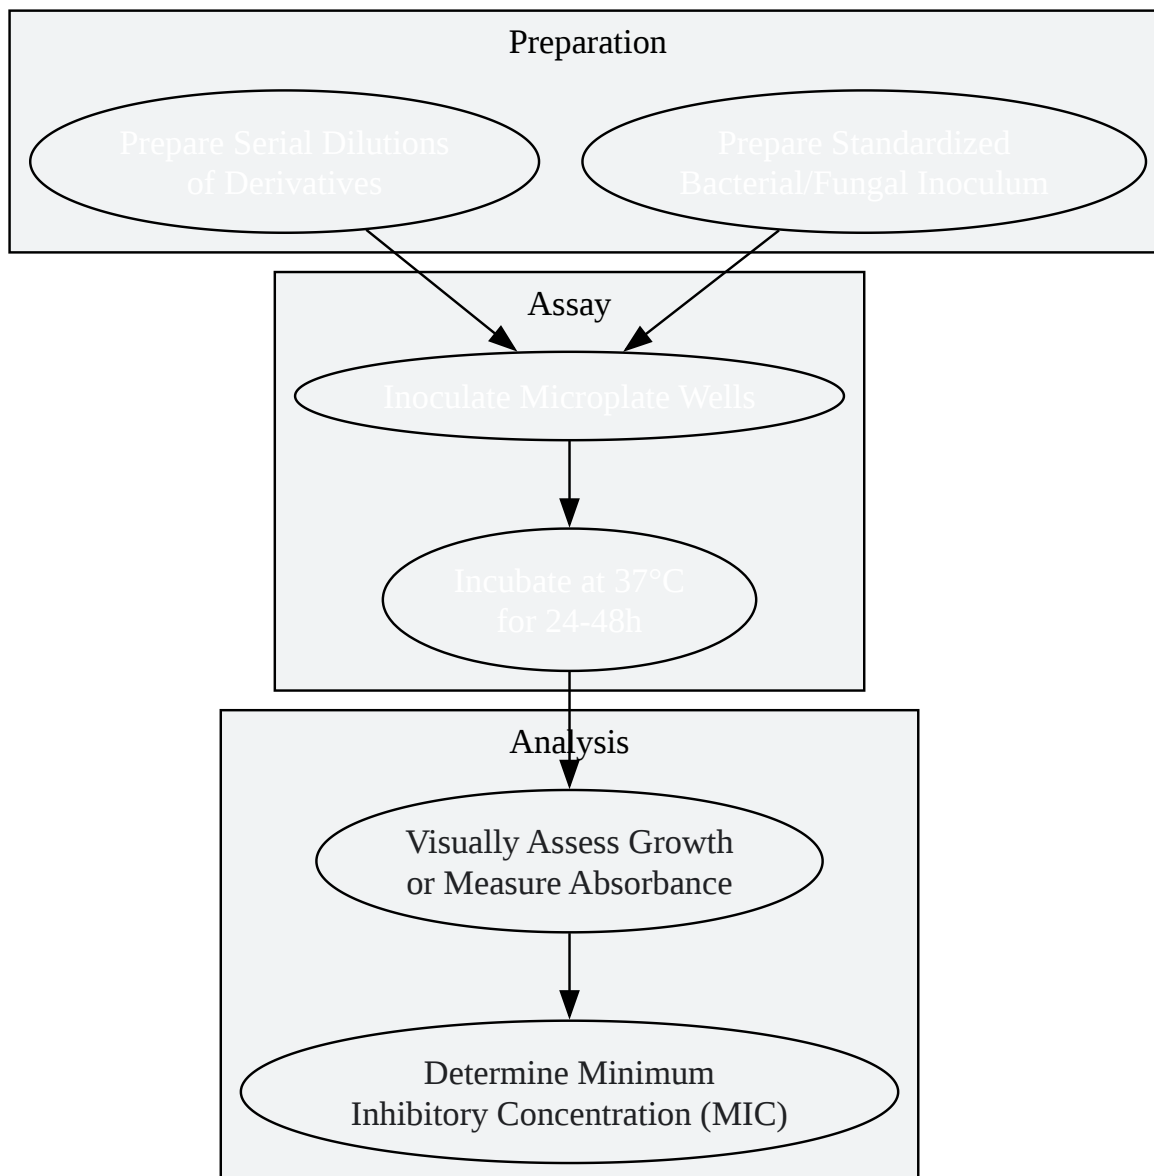 Preparation
Prepare Serial Dilutions
of Derivatives
Prepare Standardized
Bacterial/Fungal Inoculum
Assay
Inoculate Microplate Wells
Incubate at 37°C
for 24-48h
Analysis
Visually Assess Growth
or Measure Absorbance
Determine Minimum
Inhibitory Concentration (MIC)